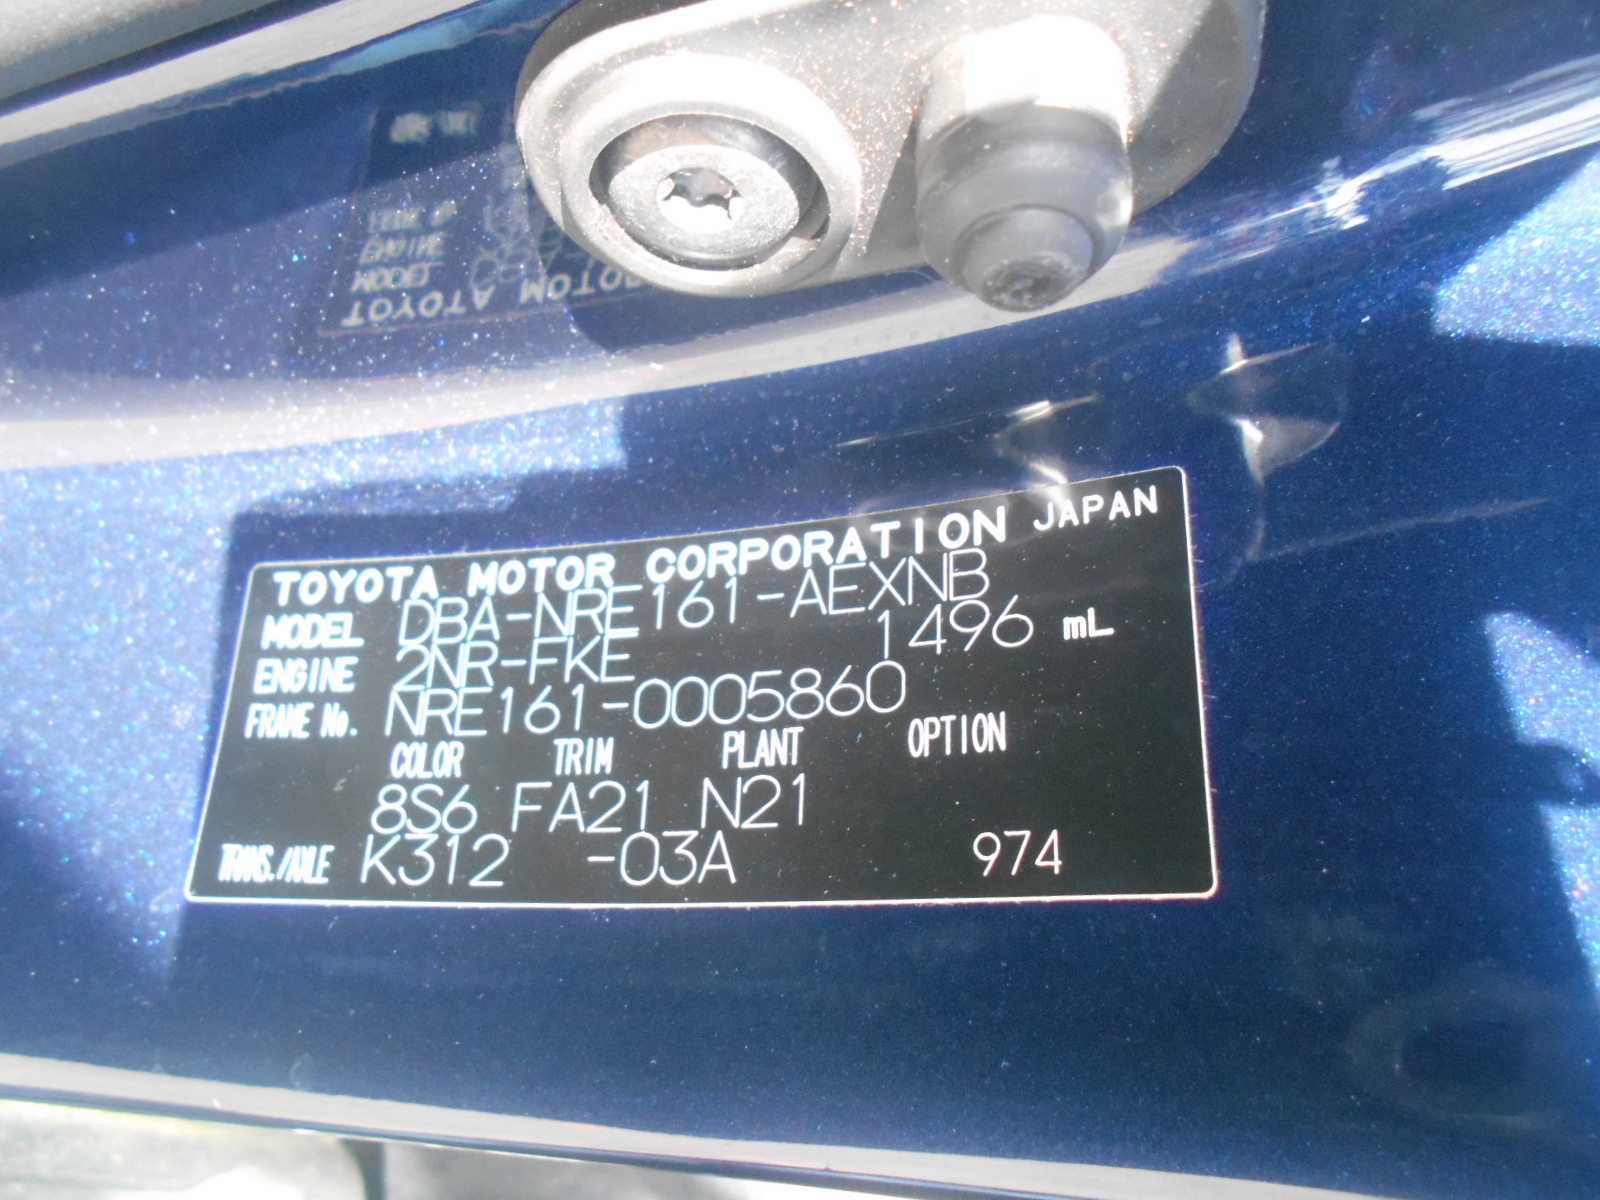 TOYOTA MOTOR CORPORATION JAPAN
MODEL DBA-NRE161-AEXNB
ENGINE 2NR-FKE 1496 mL
FRAME No. NRE161-0005860
COLOR TRIM PLANT OPTION
8S6 FA21 N21
TRANS./AXLE K312 -03A 974